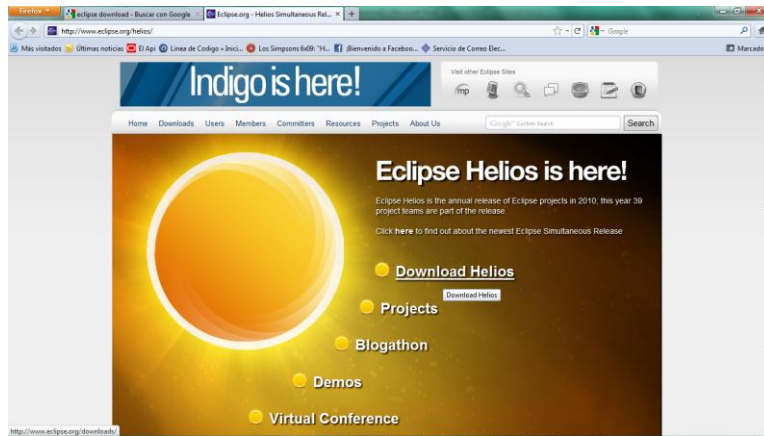 Firefox
eclipse download - Buscar con Google
Eclipse.org - Helios Simultaneous Rel...
http://www.eclipse.org/helios/
Google
Más visitados
Últimas noticias
El Api
Linea de Codigo » Inici...
Los Simpsons 6x09: "H...
¡Bienvenido a Faceboo...
Servicio de Correo Elec...
Marcado
Indigo is here!
Visit other Eclipse Sites
mp
Home Downloads Users Members Committers Resources Projects About Us
Google Custom Search
Search
Eclipse Helios is here!
Eclipse Helios is the annual release of Eclipse projects in 2010; this year 39
project teams are part of the release.
Click here to find out about the newest Eclipse Simultaneous Release
Download Helios
Download Helios
Projects
Blogathon
Demos
Virtual Conference
http://www.eclipse.org/downloads/